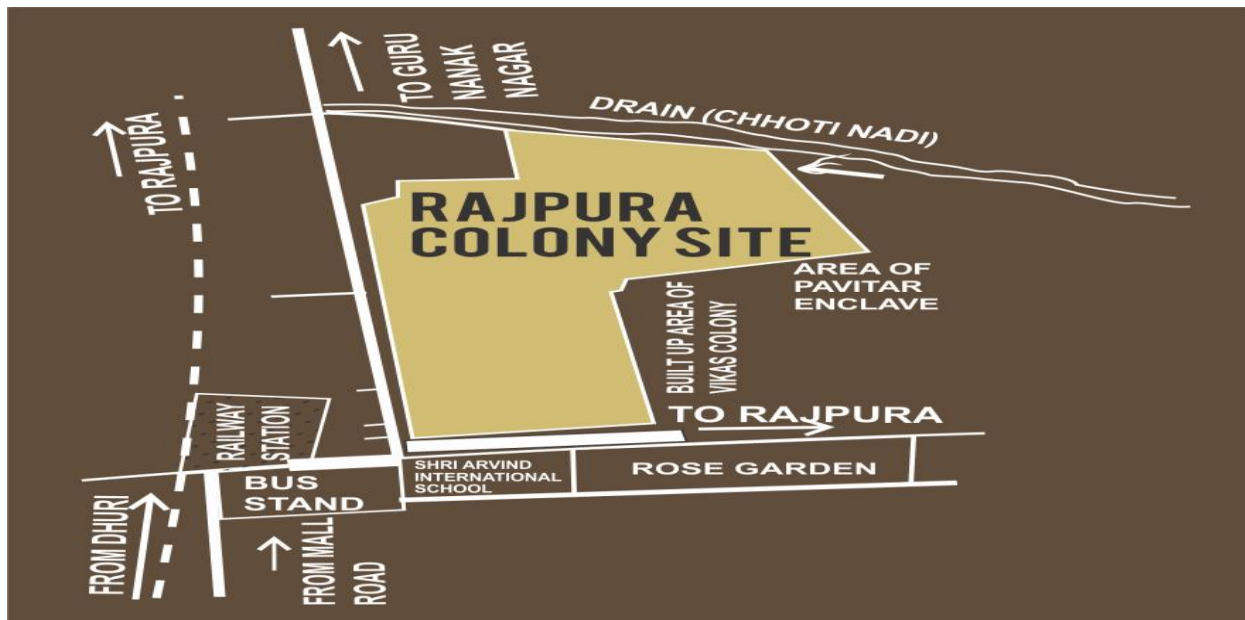 TO GURU
NANAK
NAGAR
DRAIN (CHHOTI NADI)
TO RAJPURA
RAJPURA
COLONY SITE
AREA OF
PAVITAR
ENCLAVE
BUILT UP AREA OF
VIKAS COLONY
TO RAJPURA
RAILWAY
STATION
BUS
STAND
SHRI ARVIND
INTERNATIONAL
SCHOOL
ROSE GARDEN
FROM DHURI
FROM MALL
ROAD